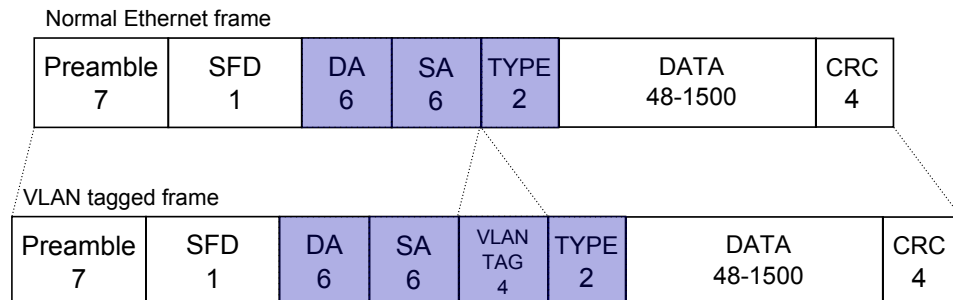 Normal Ethernet frame
Preamble SFD DA SA TYPE DATA CRC
7 1 6 6 2 48-1500 4
VLAN tagged frame
Preamble SFD DA SA VLAN TAG TYPE DATA CRC
7 1 6 6 4 2 48-1500 4